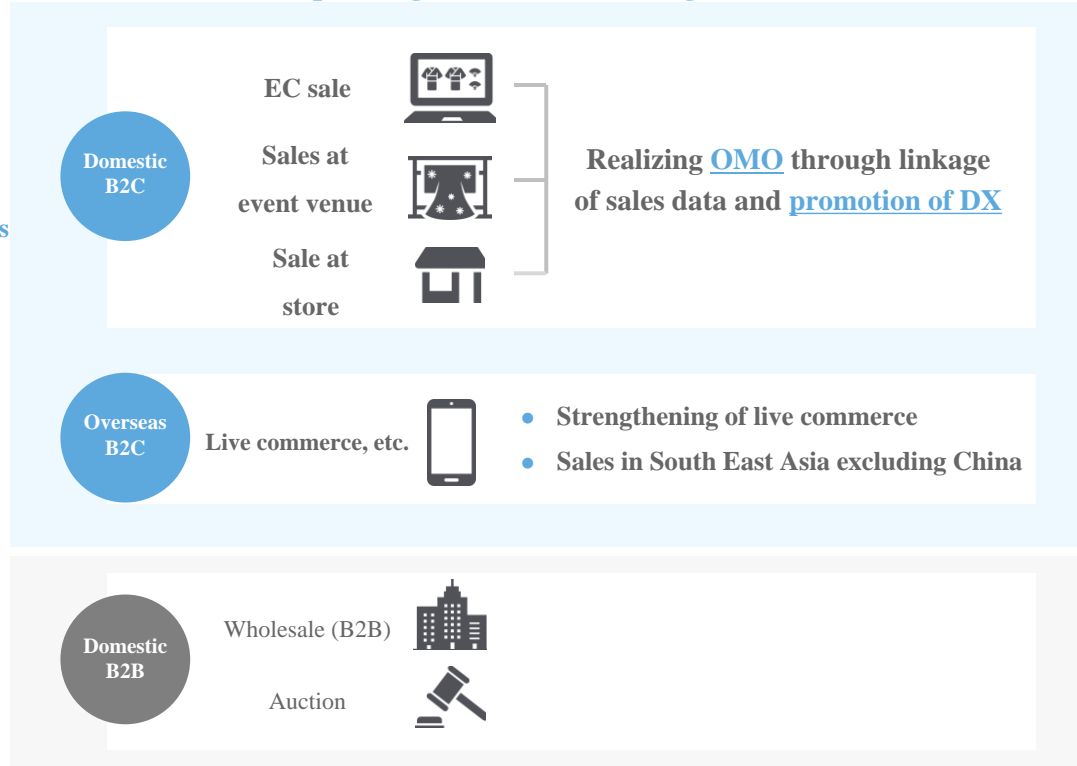 Domestic
B2C
EC sale
Sales at
event venue
Sale at
store
Realizing OMO through linkage
of sales data and promotion of DX
Overseas
B2C
Live commerce, etc.
● Strengthening of live commerce
● Sales in South East Asia excluding China
Domestic
B2B
Wholesale (B2B)
Auction